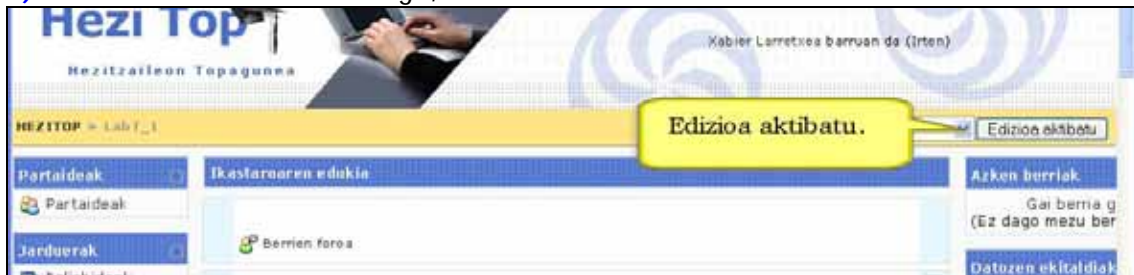 Hezi Top
Hezitzaileon Topagunea
Xabier Larretxea barruan da (Irten)
HEZITOP » Lab1_1
Edizioa aktibatu.
Edizioa aktibatu
Partaideak
Partaideak
Jarduerak
Ikastaroaren edukia
Berrien foroa
Azken berriak
Gai berria g
(Ez dago mezu ber
Datozen ekitaldiak